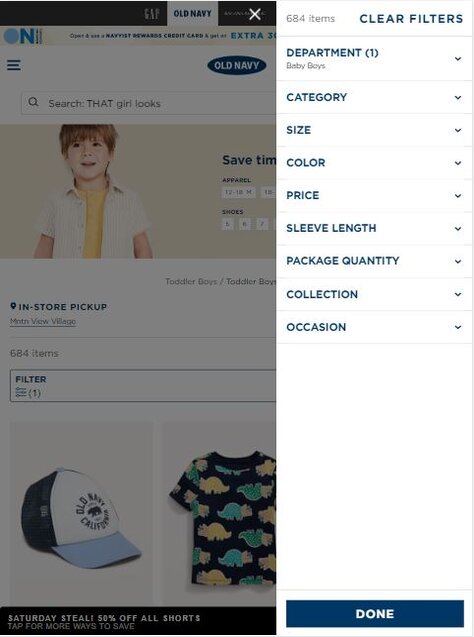 GAP
OLD NAVY
ON
Open & use a NAVYIST REWARDS CREDIT CARD & get an EXTRA 30
OLD NAVY
Search: THAT girl looks
Save tim
APPAREL
12-18 M
18-
SHOES
5 6 7
Toddler Boys / Toddler Boys
IN-STORE PICKUP
Mntn View Village
684 items
FILTER
(1)
OLD NAVY
CALIFORNIA
SATURDAY STEAL! 50% OFF ALL SHORTS
TAP FOR MORE WAYS TO SAVE
684 items CLEAR FILTERS
DEPARTMENT (1)
Baby Boys
CATEGORY
SIZE
COLOR
PRICE
SLEEVE LENGTH
PACKAGE QUANTITY
COLLECTION
OCCASION
DONE